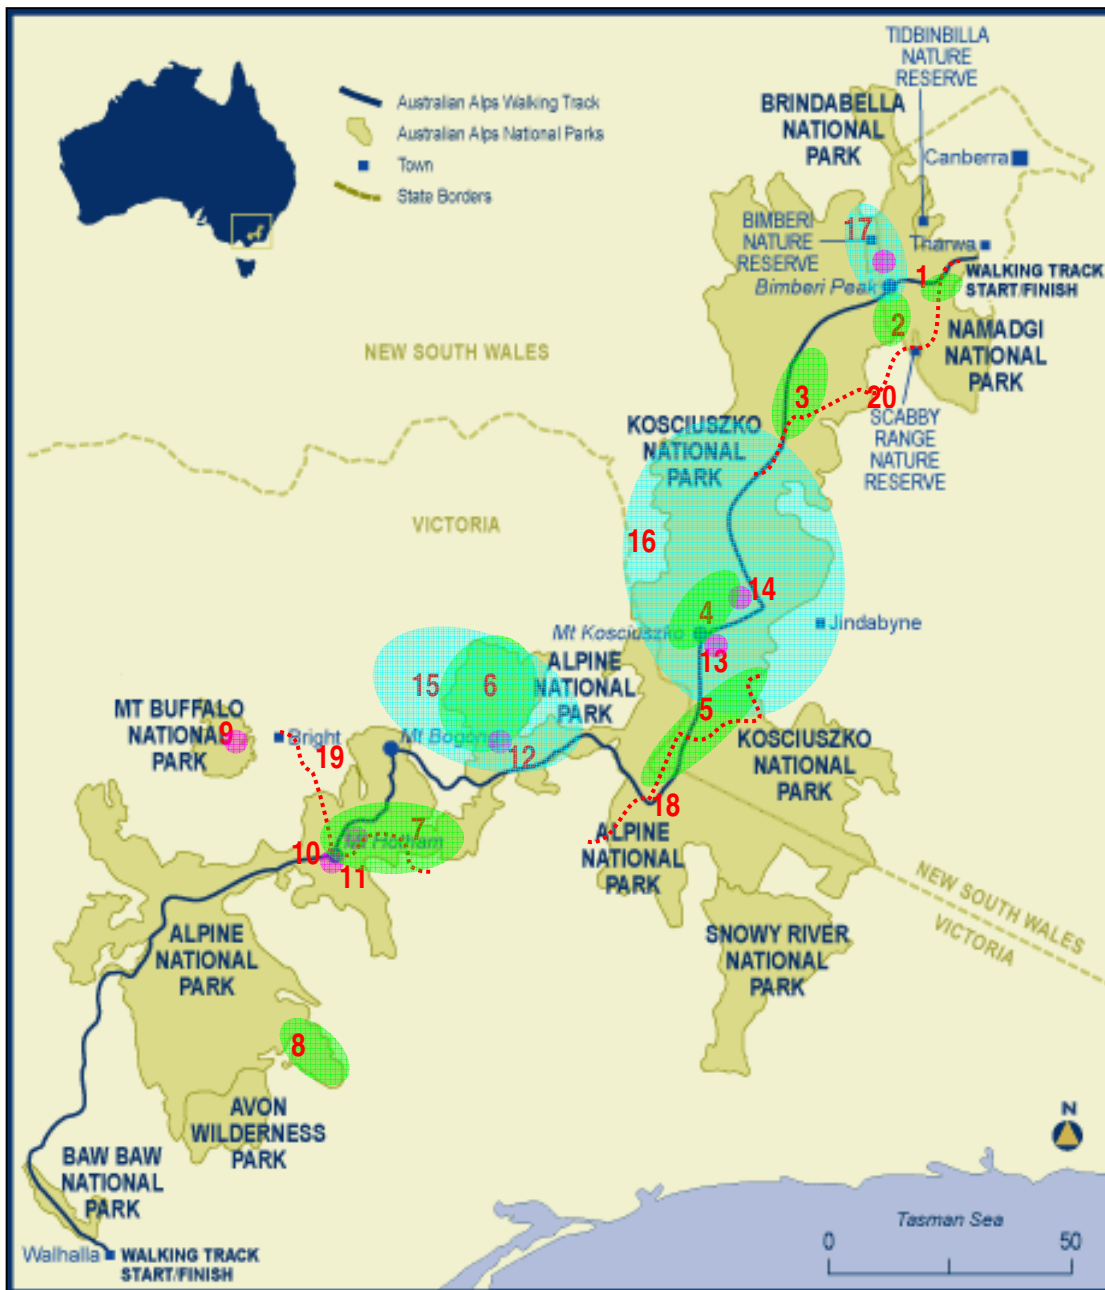 Australian Alps Walking Track
Australian Alps National Parks
Town
State Borders
TIDBINBILLA
NATURE
RESERVE
BRINDABELLA
NATIONAL
PARK
Canberra
BIMBERI
NATURE
RESERVE
17
Tharwa
Bimberi Peak
1
WALKING TRACK
START/FINISH
2
NAMADGI
NATIONAL
PARK
NEW SOUTH WALES
3
20
SCABBY
RANGE
NATURE
RESERVE
KOSCIUSZKO
NATIONAL
PARK
VICTORIA
16
14
4
Mt Kosciuszko
13
Jindabyne
ALPINE
NATIONAL
PARK
15
6
5
MT BUFFALO
NATIONAL
PARK
9
Bright
19
Mt Bogong
12
KOSCIUSZKO
NATIONAL
PARK
18
ALPINE
NATIONAL
PARK
7
Mt Hotham
10
11
NEW SOUTH WALES
VICTORIA
ALPINE
NATIONAL
PARK
SNOWY RIVER
NATIONAL
PARK
8
AVON
WILDERNESS
PARK
BAW BAW
NATIONAL
PARK
N
Tasman Sea
0 50
Walhalla
WALKING TRACK
START/FINISH